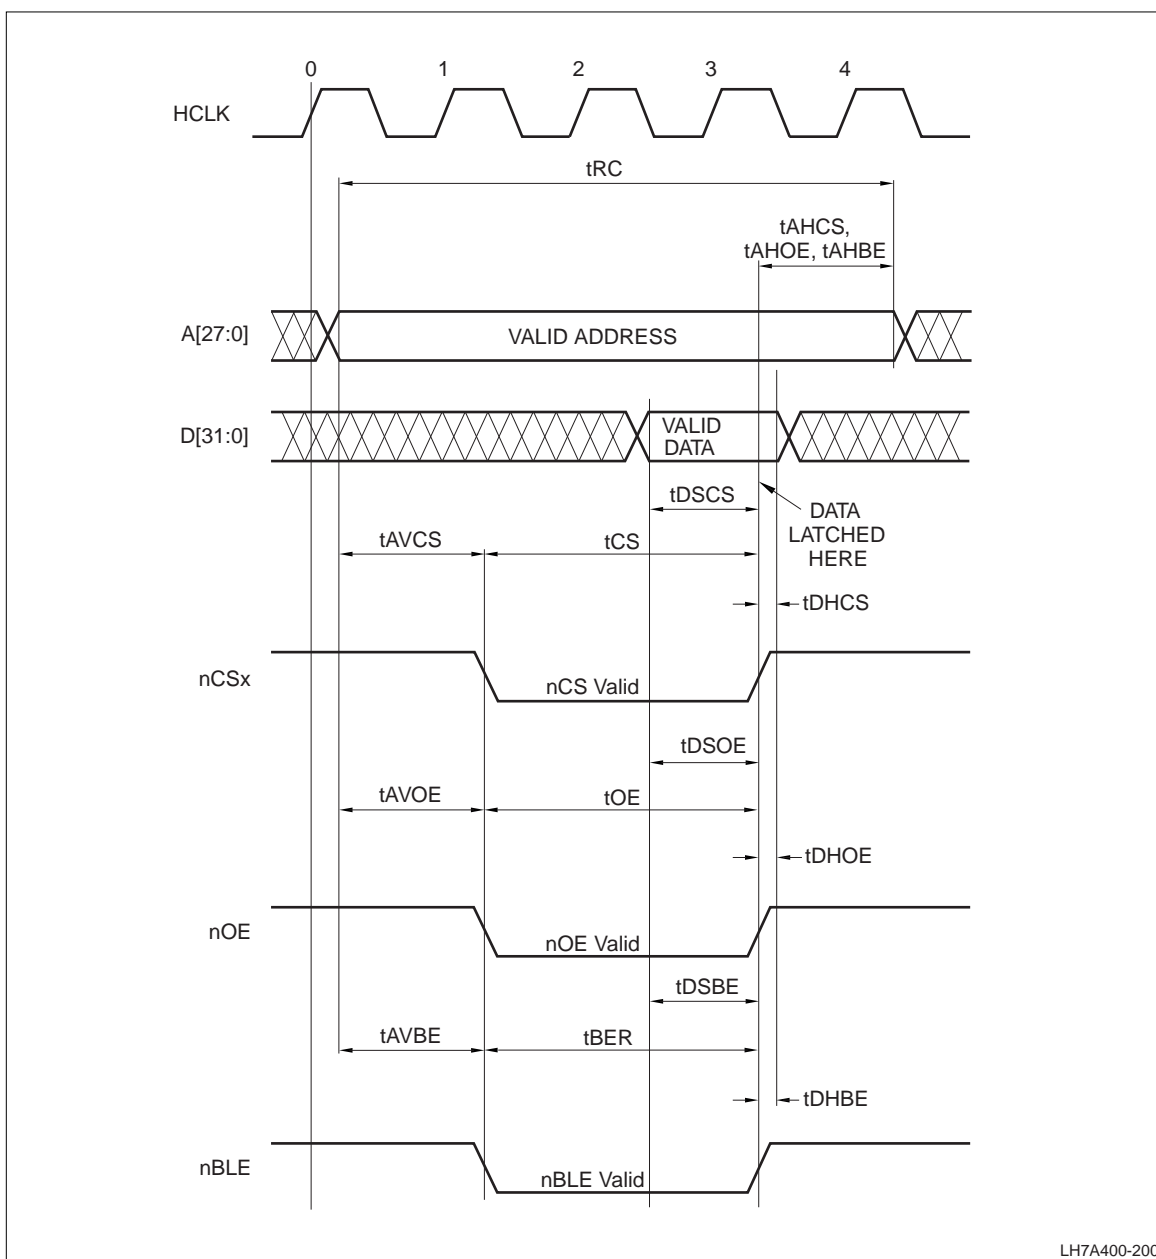 0 1 2 3 4
HCLK
tRC
tAHCS,
tAHOE, tAHBE
A[27:0]
VALID ADDRESS
D[31:0]
VALID
DATA
tDSCS
DATA
LATCHED
HERE
tAVCS
tCS
tDHCS
nCSx
nCS Valid
tDSOE
tAVOE
tOE
tDHOE
nOE
nOE Valid
tDSBE
tAVBE
tBER
tDHBE
nBLE
nBLE Valid
LH7A400-200